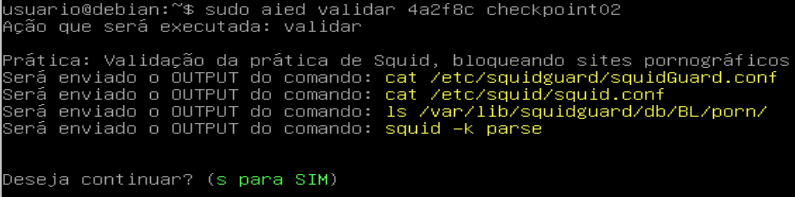 usuario@debian:~$ sudo aied validar 4a2f8c checkpoint02
Ação que será executada: validar
Prática: Validação da prática de Squid, bloqueando sites pornográficos
Será enviado o OUTPUT do comando: cat /etc/squidguard/squidGuard.conf
Será enviado o OUTPUT do comando: cat /etc/squid/squid.conf
Será enviado o OUTPUT do comando: ls /var/lib/squidguard/db/BL/porn/
Será enviado o OUTPUT do comando: squid -k parse
Deseja continuar? (s para SIM)